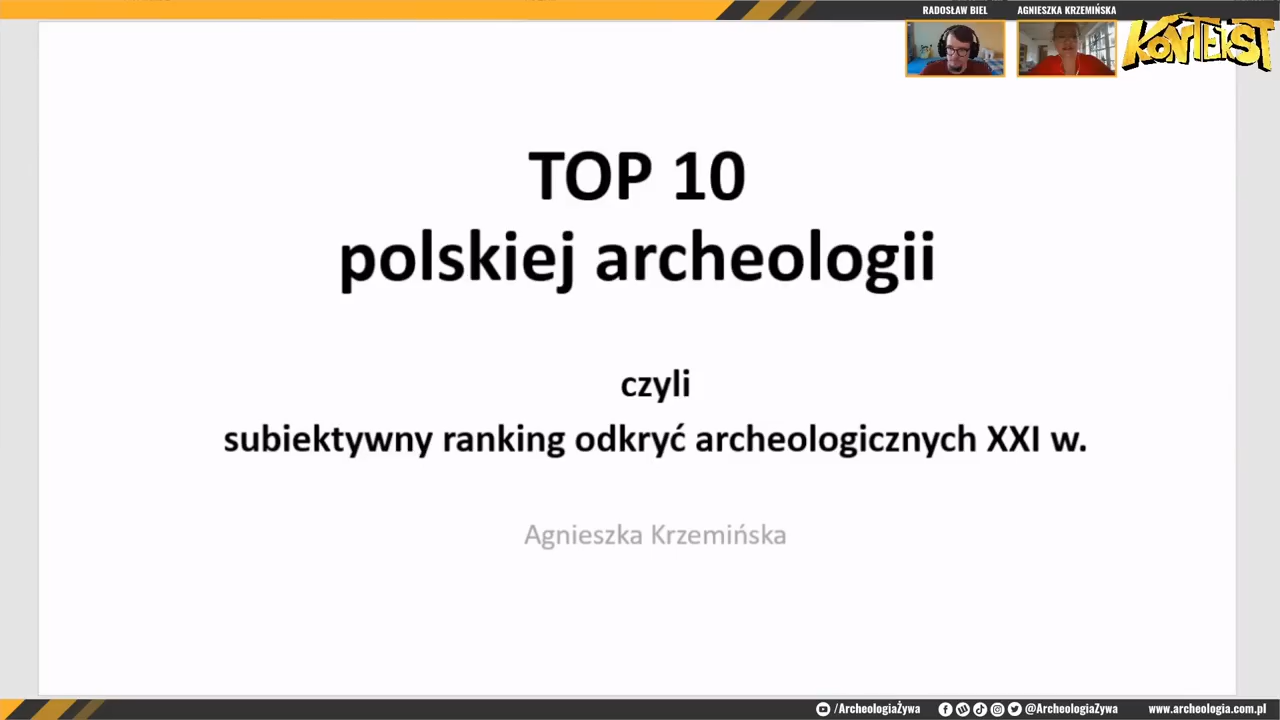 RADOSŁAW BIEL AGNIESZKA KRZEMIŃSKA
KONTEKST
TOP 10
polskiej archeologii
czyli
subiektywny ranking odkryć archeologicznych XXI w.
Agnieszka Krzemińska
/ArcheologiaŻywa @ArcheologiaŻywa www.archeologia.com.pl